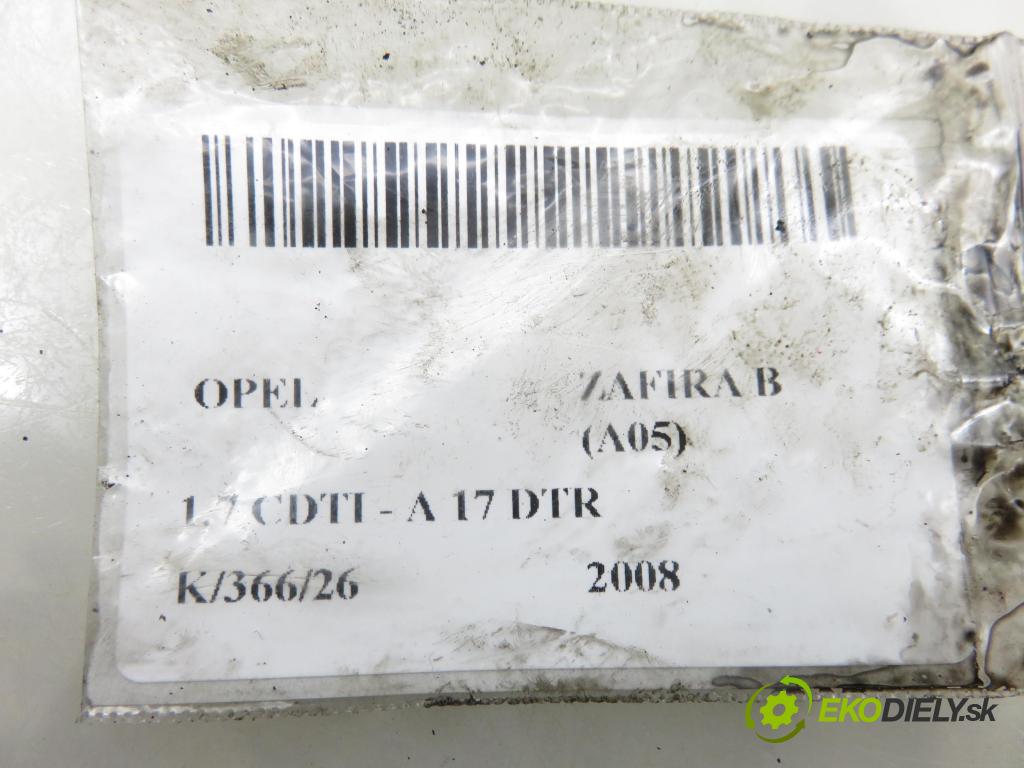 OPEL ZAFIRA B
(A05)
1.7 CDTI - A 17 DTR
K/366/26 2008
EKODIELY.sk